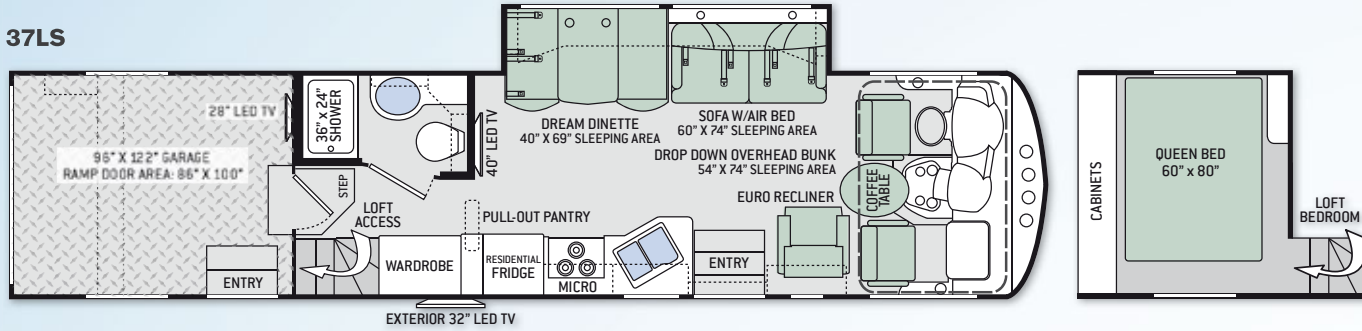 37LS
28" LED TV
96" X 122" GARAGE
RAMP DOOR AREA: 86" X 100"
ENTRY
36" x 24"
SHOWER
STEP
LOFT
ACCESS
40" LED TV
DREAM DINETTE
40" X 69" SLEEPING AREA
SOFA W/AIR BED
60" X 74" SLEEPING AREA
DROP DOWN OVERHEAD BUNK
54" X 74" SLEEPING AREA
EURO RECLINER
COFFEE
TABLE
PULL-OUT PANTRY
WARDROBE
RESIDENTIAL
FRIDGE
MICRO
ENTRY
EXTERIOR 32" LED TV
CABINETS
QUEEN BED
60" x 80"
LOFT
BEDROOM